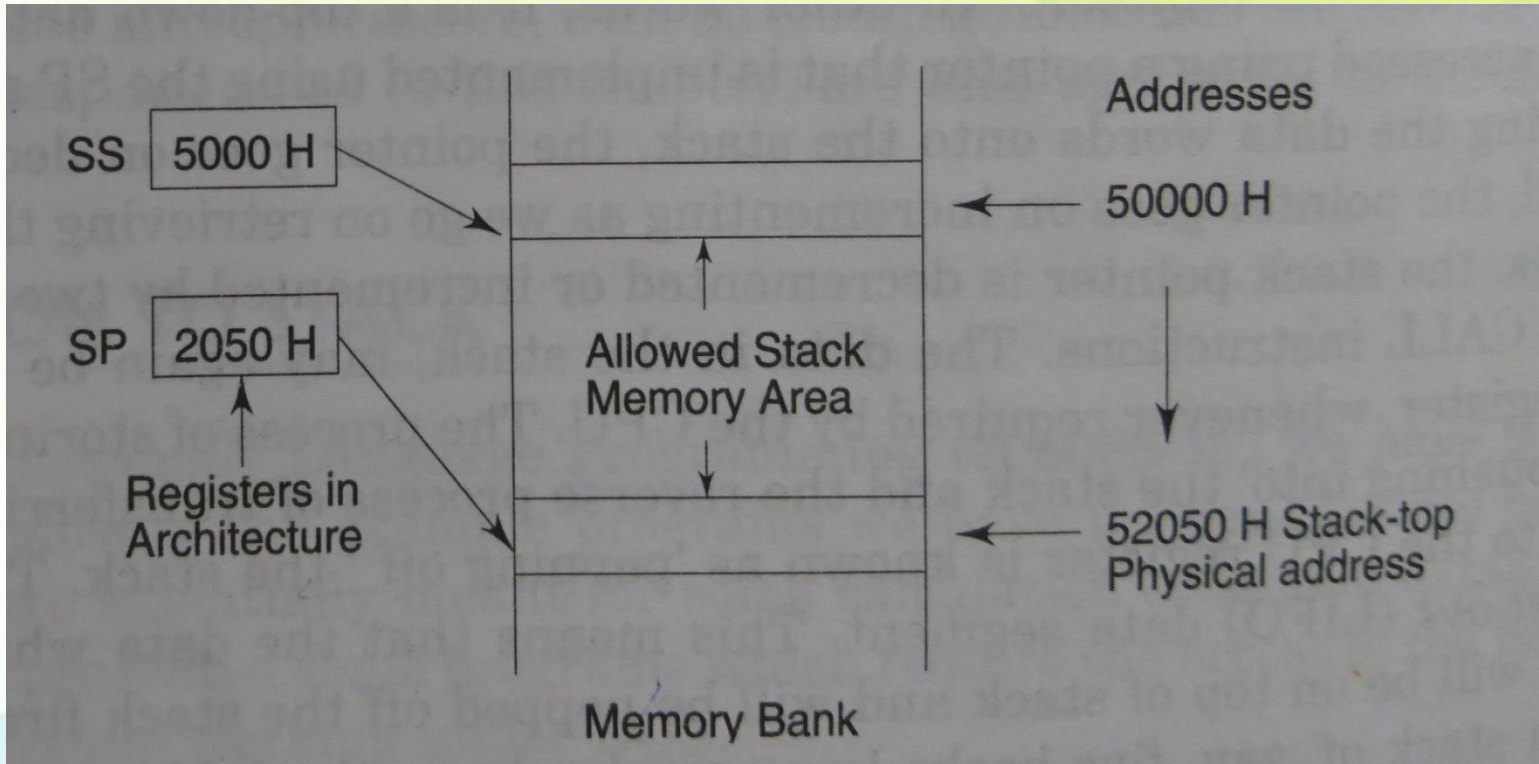 Addresses
SS 5000 H
50000 H
SP 2050 H
Allowed Stack
Memory Area
Registers in
Architecture
52050 H Stack-top
Physical address
Memory Bank